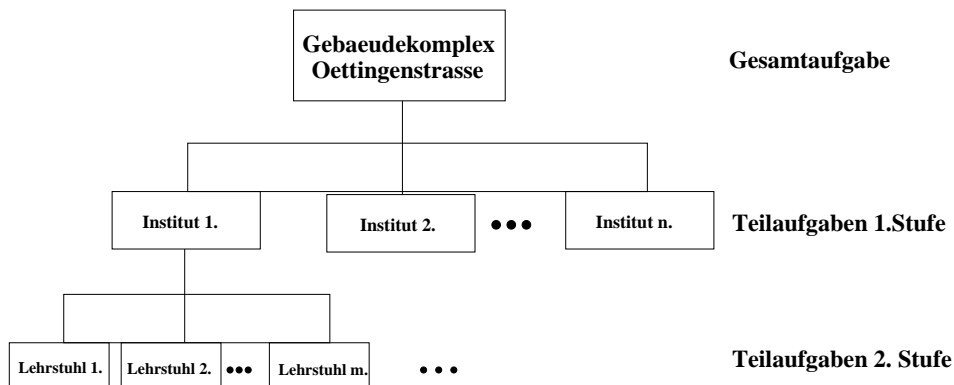 Gebaeudekomplex
Oettingenstrasse
Gesamtaufgabe
Institut 1.
Institut 2.
Institut n.
Teilaufgaben 1.Stufe
Lehrstuhl 1.
Lehrstuhl 2.
Lehrstuhl m.
Teilaufgaben 2. Stufe